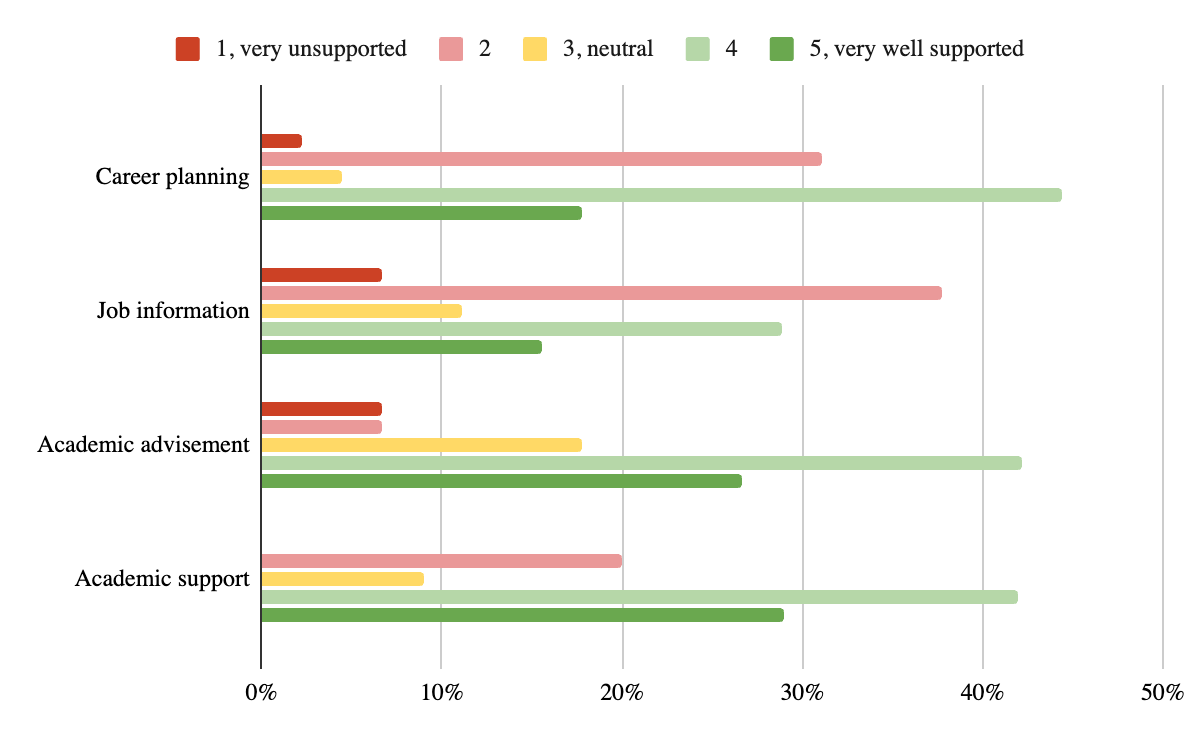 1, very unsupported 2 3, neutral 4 5, very well supported
Career planning
Job information
Academic advisement
Academic support
0% 10% 20% 30% 40% 50%